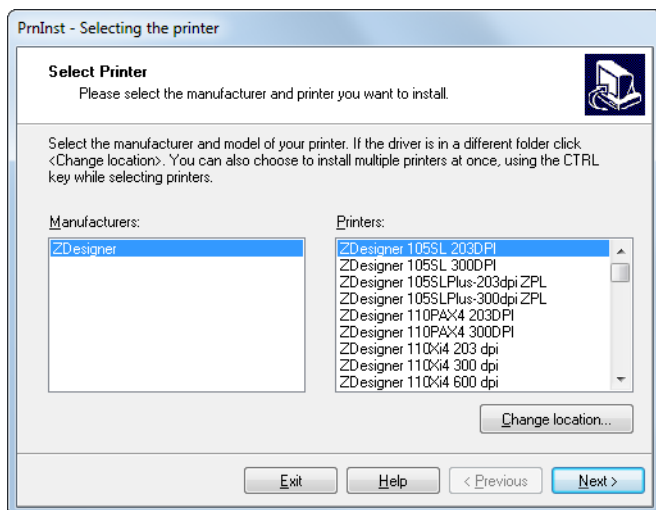 PrnInst - Selecting the printer
Select Printer
Please select the manufacturer and printer you want to install.
Select the manufacturer and model of your printer. If the driver is in a different folder click
<Change location>. You can also choose to install multiple printers at once, using the CTRL
key while selecting printers.
Manufacturers:
ZDesigner
Printers:
ZDesigner 105SL 203DPI
ZDesigner 105SL 300DPI
ZDesigner 105SLPlus-203dpi ZPL
ZDesigner 105SLPlus-300dpi ZPL
ZDesigner 110PAX4 203DPI
ZDesigner 110PAX4 300DPI
ZDesigner 110Xi4 203 dpi
ZDesigner 110Xi4 300 dpi
ZDesigner 110Xi4 600 dpi
Change location...
Exit
Help
< Previous
Next >